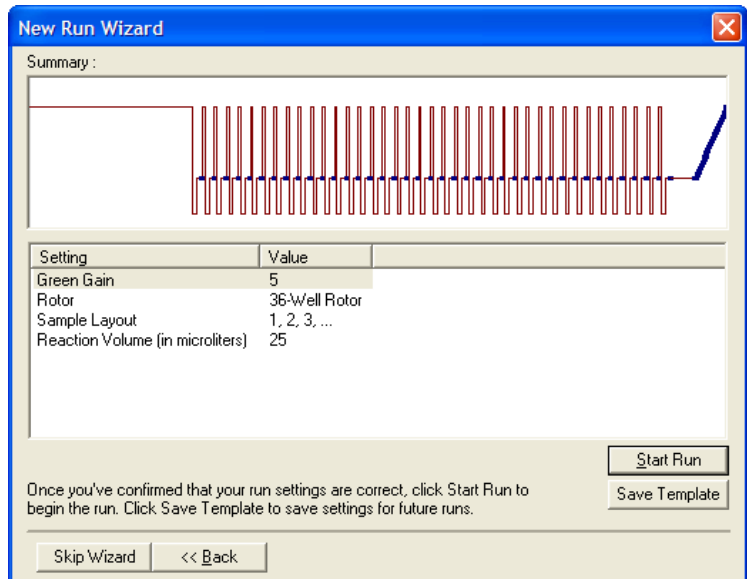 New Run Wizard
Summary :
Setting Value
Green Gain 5
Rotor 36-Well Rotor
Sample Layout 1, 2, 3, ...
Reaction Volume (in microliters) 25
Start Run
Once you've confirmed that your run settings are correct, click Start Run to
begin the run. Click Save Template to save settings for future runs.
Save Template
Skip Wizard
<< Back